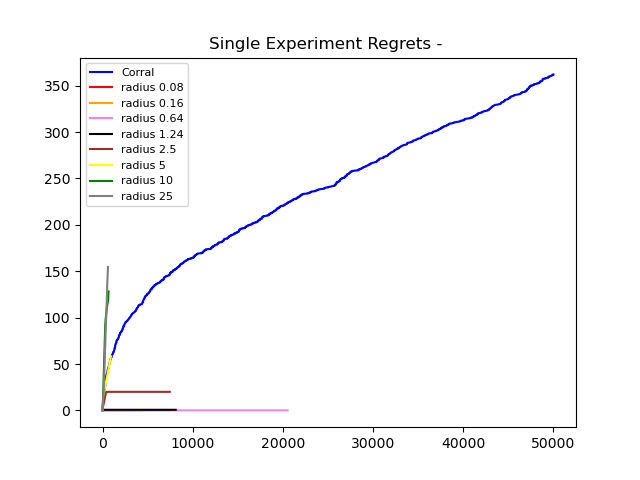 Single Experiment Regrets -
Corral
radius 0.08
radius 0.16
radius 0.64
radius 1.24
radius 2.5
radius 5
radius 10
radius 25
350
300
250
200
150
100
50
0
0 10000 20000 30000 40000 50000